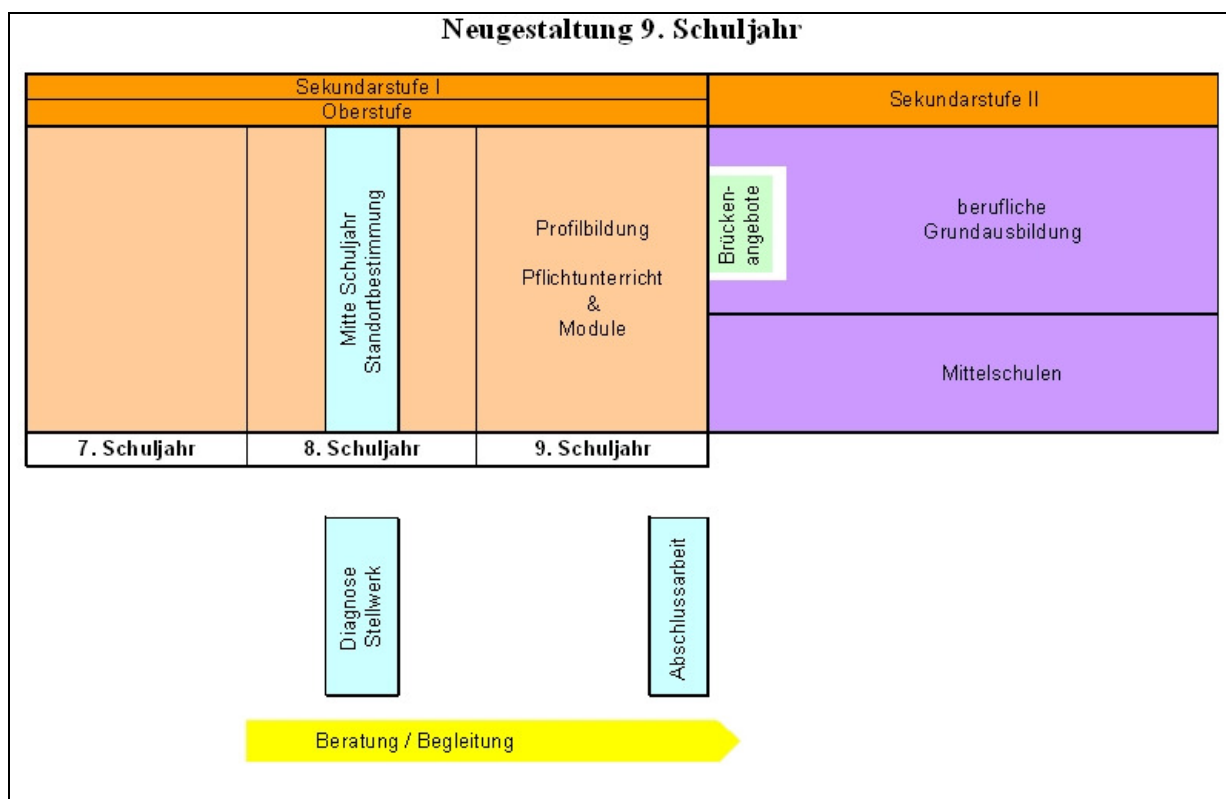 Neugestaltung 9. Schuljahr
Sekundarstufe I
Oberstufe
Sekundarstufe II
Mitte Schuljahr
Standortbestimmung
Profilbildung
Pflichtunterricht
&
Module
Brücken-
angebote
berufliche
Grundausbildung
Mittelschulen
7. Schuljahr
8. Schuljahr
9. Schuljahr
Diagnose
Stellwerk
Abschlussarbeit
Beratung / Begleitung